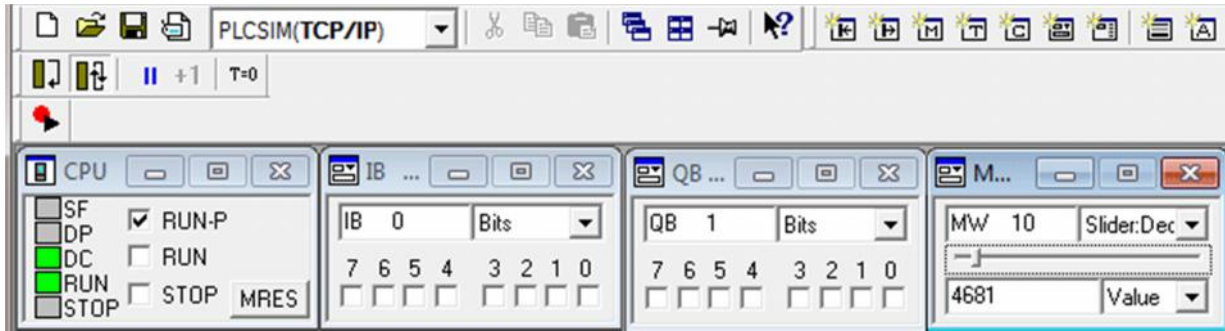 PLCSIM(TCP/IP)
+1 T=0
CPU
SF
DP
DC
RUN
STOP
RUN-P
RUN
STOP
MRES
IB ...
IB 0 Bits
7 6 5 4 3 2 1 0
QB ...
QB 1 Bits
7 6 5 4 3 2 1 0
M...
MW 10 Slider:Dec
4681 Value